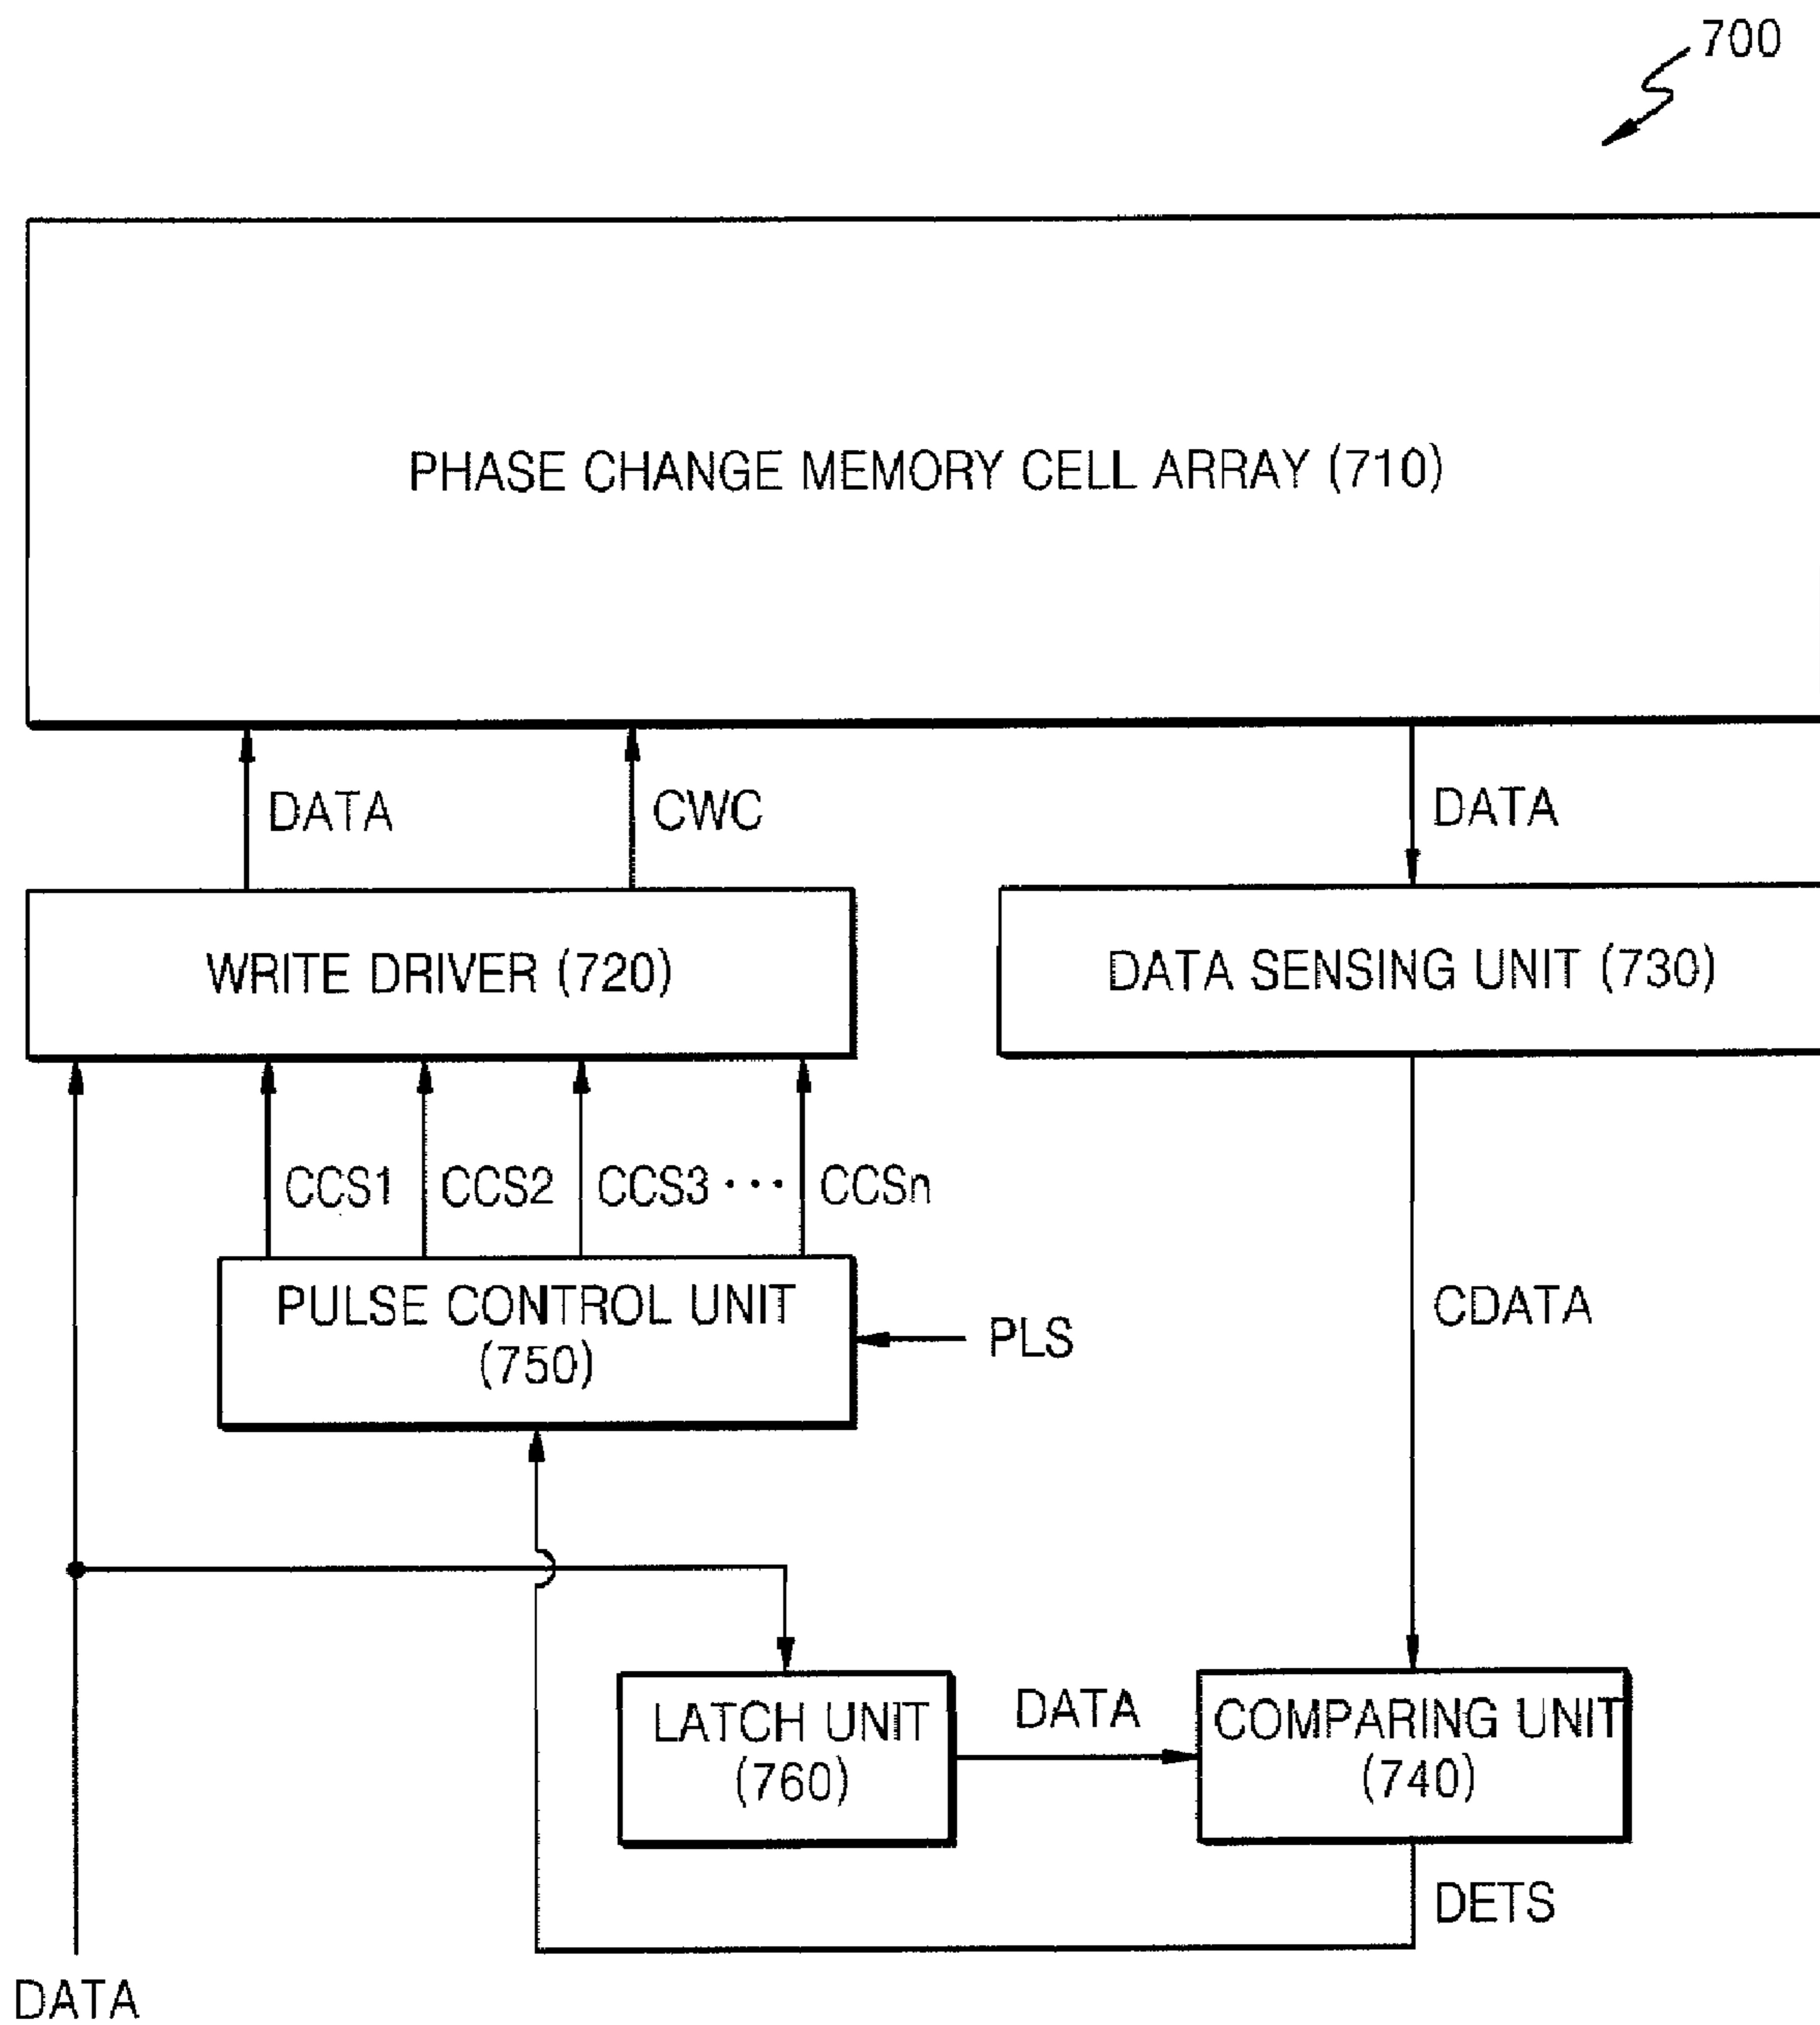 700
PHASE CHANGE MEMORY CELL ARRAY (710)
DATA
CWC
DATA
WRITE DRIVER (720)
DATA SENSING UNIT (730)
CCS1
CCS2
CCS3 ···
CCSn
PULSE CONTROL UNIT
(750)
PLS
CDATA
LATCH UNIT
(760)
DATA
COMPARING UNIT
(740)
DETS
DATA